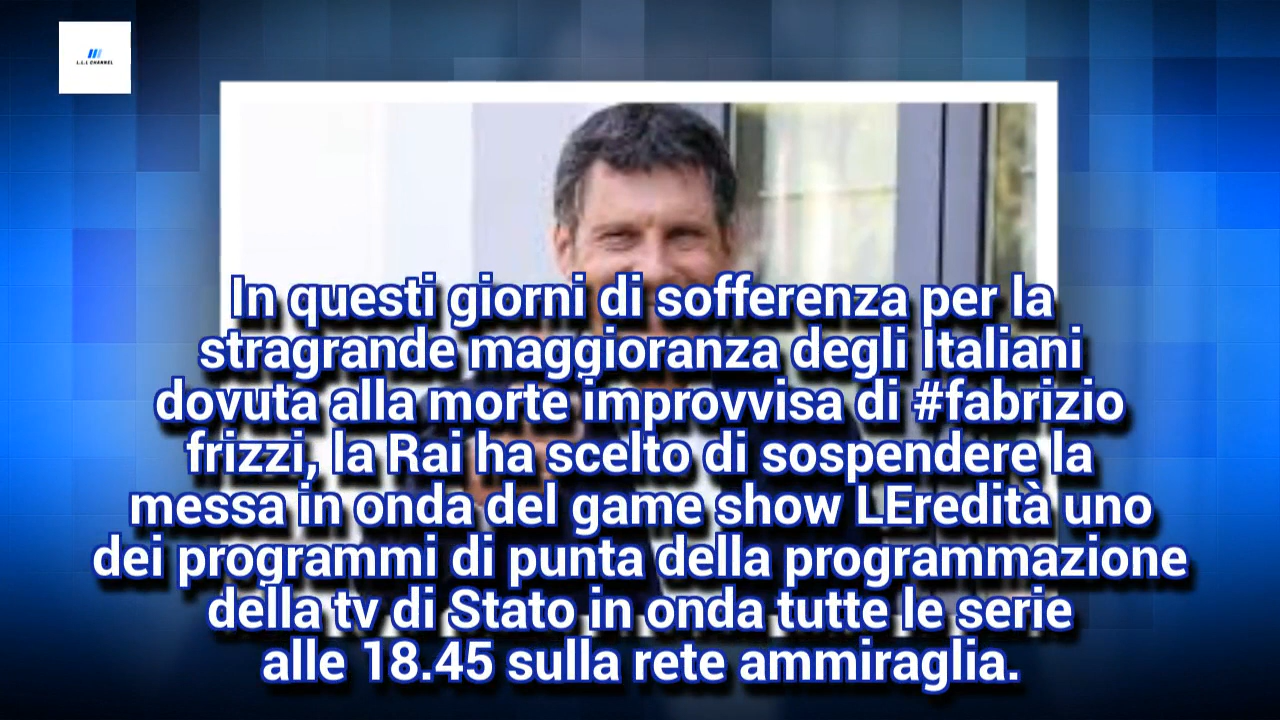 L.L.L CHANNEL
In questi giorni di sofferenza per la
stragrande maggioranza degli Italiani
dovuta alla morte improvvisa di #fabrizio
frizzi, la Rai ha scelto di sospendere la
messa in onda del game show LEredità uno
dei programmi di punta della programmazione
della tv di Stato in onda tutte le serie
alle 18.45 sulla rete ammiraglia.